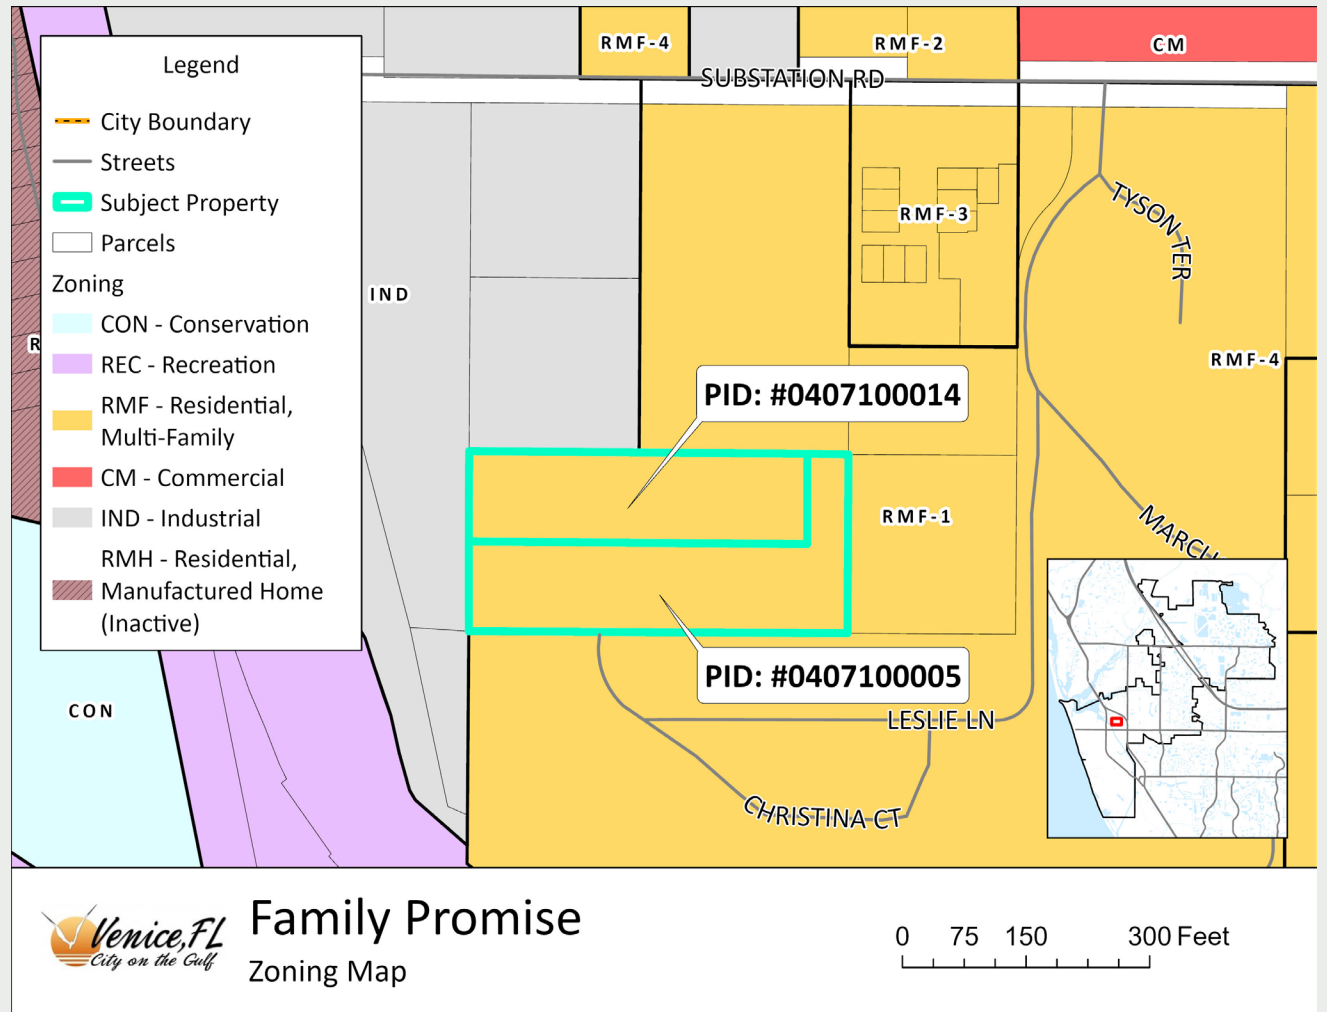 Legend
City Boundary
Streets
Subject Property
Parcels
Zoning
CON - Conservation
REC - Recreation
RMF - Residential,
Multi-Family
CM - Commercial
IND - Industrial
RMH - Residential,
Manufactured Home
(Inactive)
RMF-4
RMF-2
CM
SUBSTATION RD
RMF-3
TYSON TER
IND
R
RMF-4
PID: #0407100014
RMF-1
PID: #0407100005
CON
LESLIE LN
CHRISTINA CT
Venice, FL
City on the Gulf
Family Promise
Zoning Map
0 75 150 300 Feet